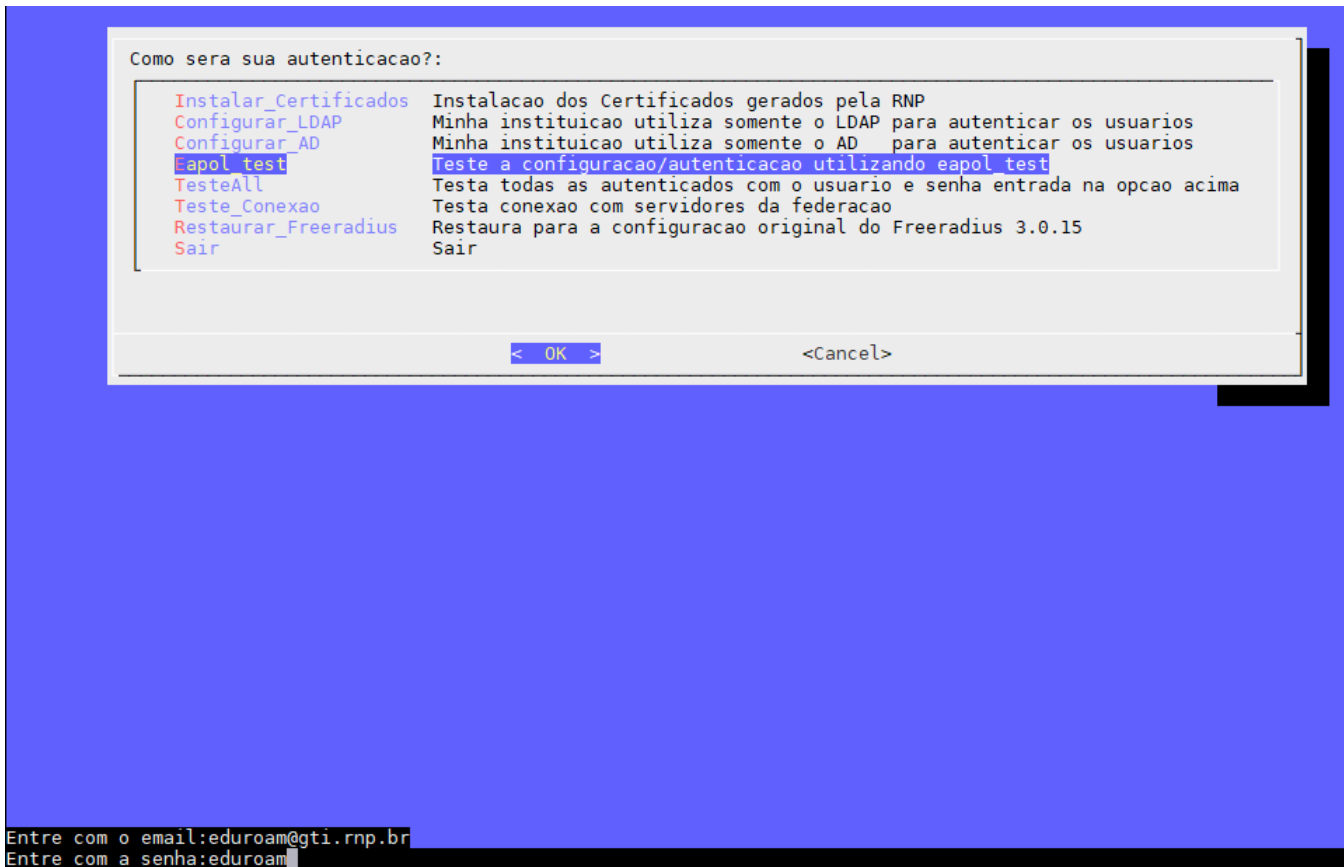 Como sera sua autenticacao?:
Instalar_Certificados Instalacao dos Certificados gerados pela RNP
Configurar_LDAP Minha instituicao utiliza somente o LDAP para autenticar os usuarios
Configurar_AD Minha instituicao utiliza somente o AD para autenticar os usuarios
Eapol_test Teste a configuracao/autenticacao utilizando eapol_test
TesteAll Testa todas as autenticados com o usuario e senha entrada na opcao acima
Teste_Conexao Testa conexao com servidores da federacao
Restaurar_Freeradius Restaura para a configuracao original do Freeradius 3.0.15
Sair Sair
< OK > <Cancel>
Entre com o email:eduroam@gti.rnp.br
Entre com a senha:eduroam